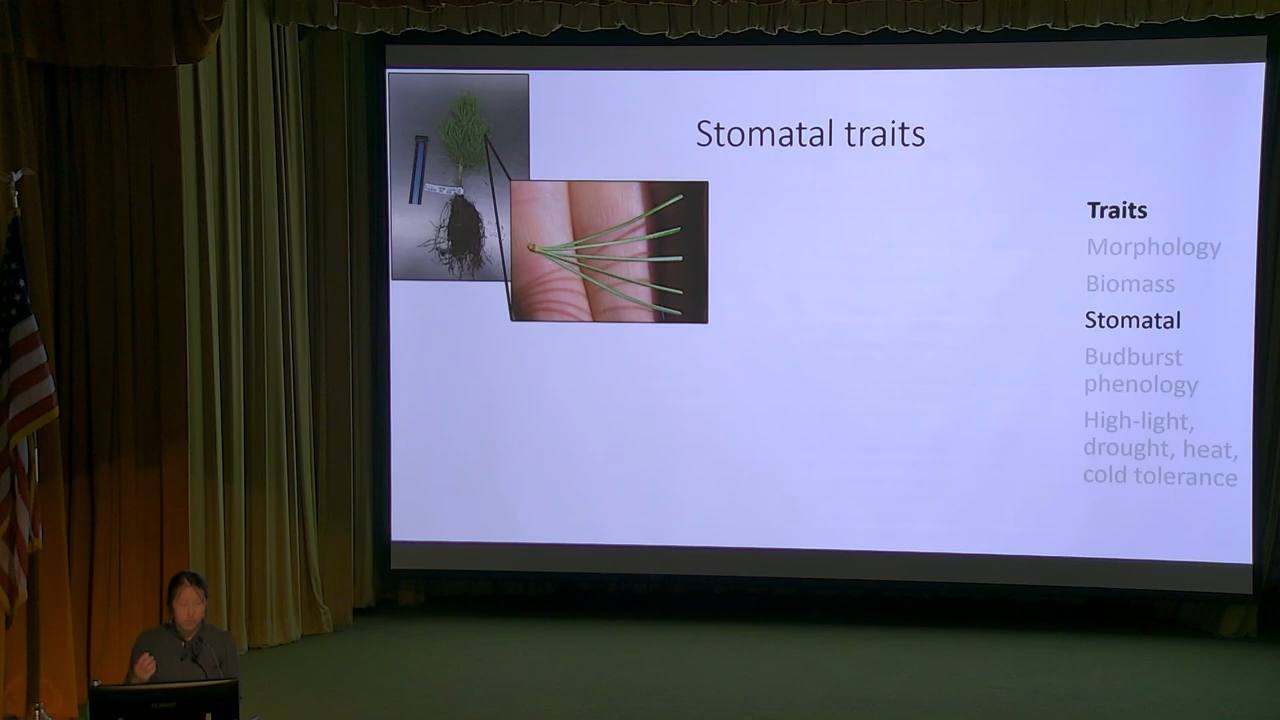 Stomatal traits
Traits
Morphology
Biomass
Stomatal
Budburst
phenology
High-light,
drought, heat,
cold tolerance